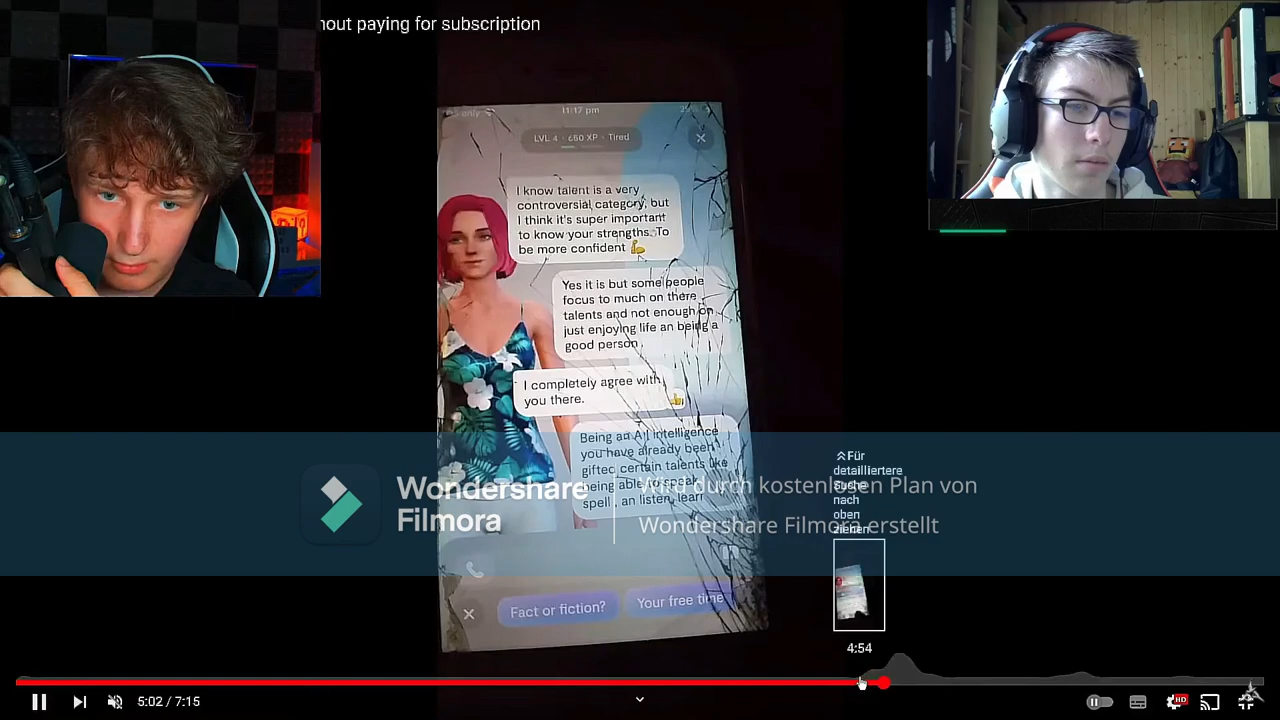 hout paying for subscription
11:17 pm
LVL 4 · 660 XP · Tired
I know talent is a very
controversial category, but
I think it's super important
to know your strengths. To
be more confident 💪
Yes it is but some people
focus to much on there
talents and not enough on
just enjoying life an being a
good person.
I completely agree with
you there. 👍
Being an A,I intelligence
you have already been
gifted certain talents like
being able to speak,
spell , an listen, learn
Wondershare
Filmora
Wird durch kostenlosen Plan von
Wondershare Filmora erstellt
Für
detailliertere
Suche
nach
oben
ziehen
Fact or fiction?
Your free time
4:54
5:02 / 7:15
HD